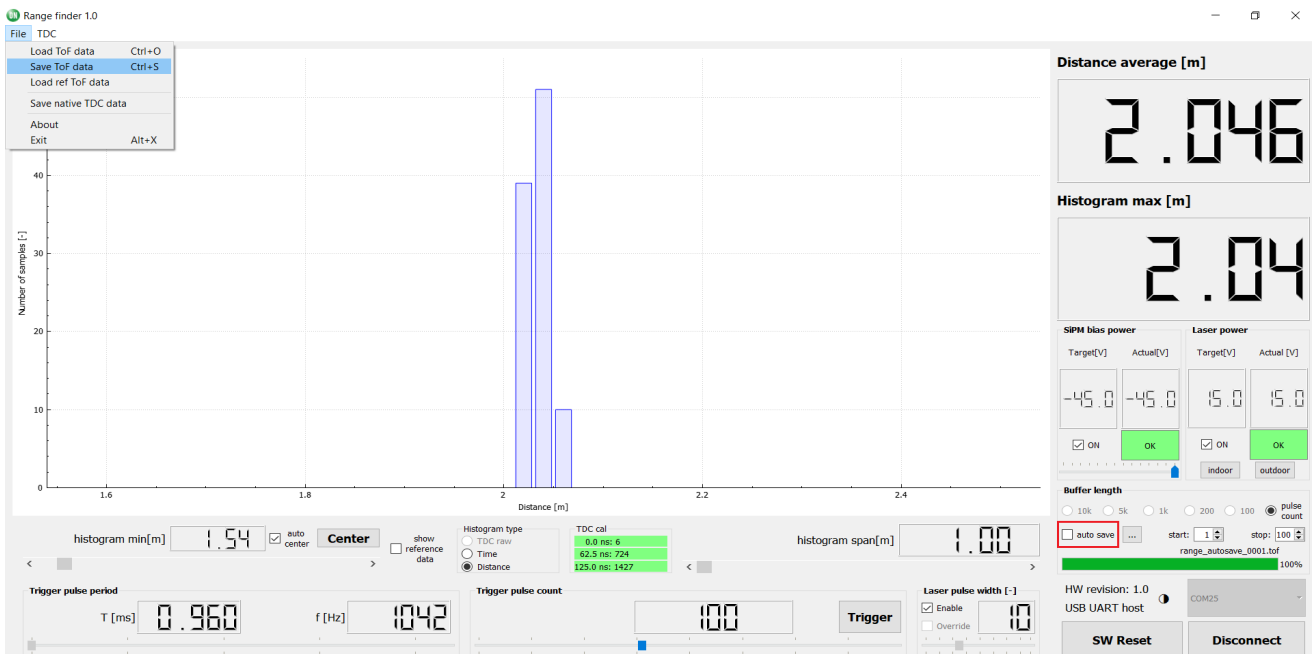 ON Range finder 1.0
File TDC
Load ToF data Ctrl+O
Save ToF data Ctrl+S
Load ref ToF data
Save native TDC data
About
Exit Alt+X
40
30
20
10
0
Number of samples [-]
1.6 1.8 2 2.2 2.4
Distance [m]
Distance average [m]
2.046
Histogram max [m]
2.04
SiPM bias power Laser power
Target[V] Actual[V] Target[V] Actual [V]
-45.0 -45.0 15.0 15.0
ON OK ON OK
indoor outdoor
Buffer length
10k 5k 1k 200 100 pulse count
auto save ... start: 1 stop: 100
range_autosave_0001.tof
100%
histogram min[m] 1.54 auto center Center
show reference data
Histogram type
TDC raw
Time
Distance
TDC cal
0.0 ns: 6
62.5 ns: 724
125.0 ns: 1427
histogram span[m] 1.00
Trigger pulse period
T [ms] 0.960 f [Hz] 1042
Trigger pulse count
100 Trigger
Laser pulse width [-]
Enable
Override
10
HW revision: 1.0
USB UART host
COM25
SW Reset Disconnect